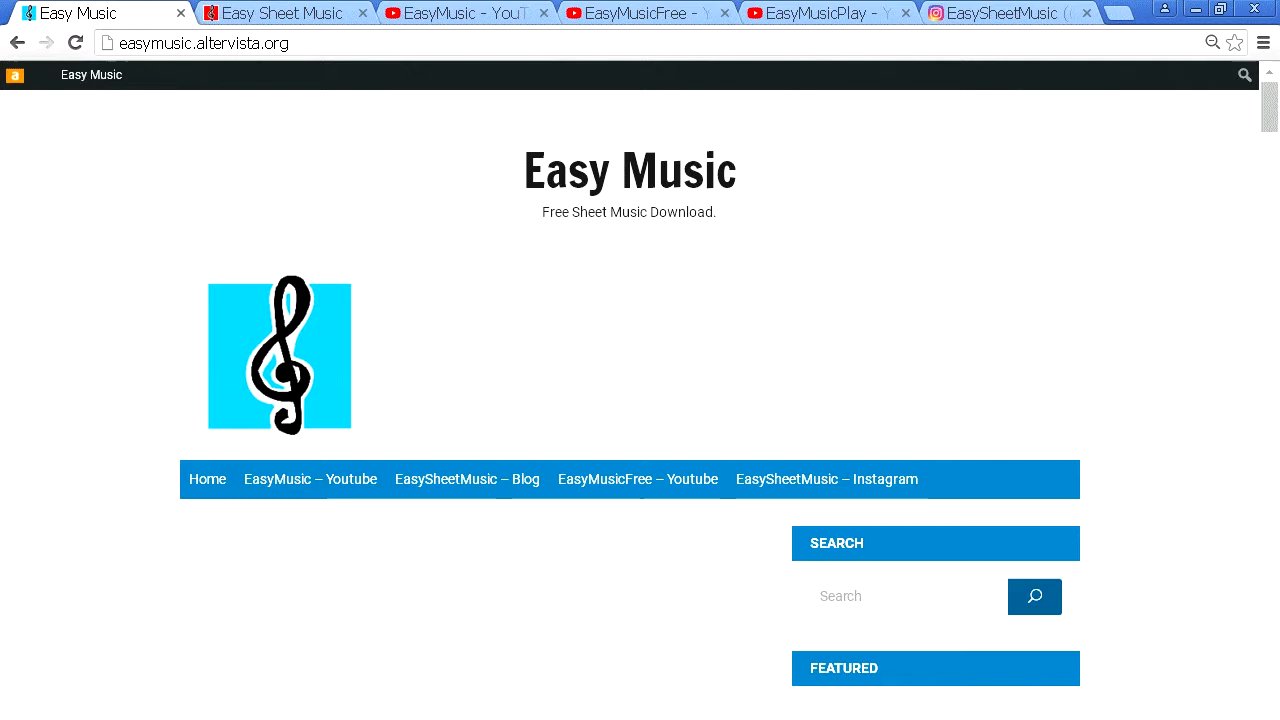 Easy Music
Easy Sheet Music
EasyMusic - YouT
EasyMusicFree - Y
EasyMusicPlay - Y
EasySheetMusic (
easymusic.altervista.org
a
Easy Music
Easy Music
Free Sheet Music Download.
Home EasyMusic – Youtube EasySheetMusic – Blog EasyMusicFree – Youtube EasySheetMusic – Instagram
SEARCH
Search
FEATURED